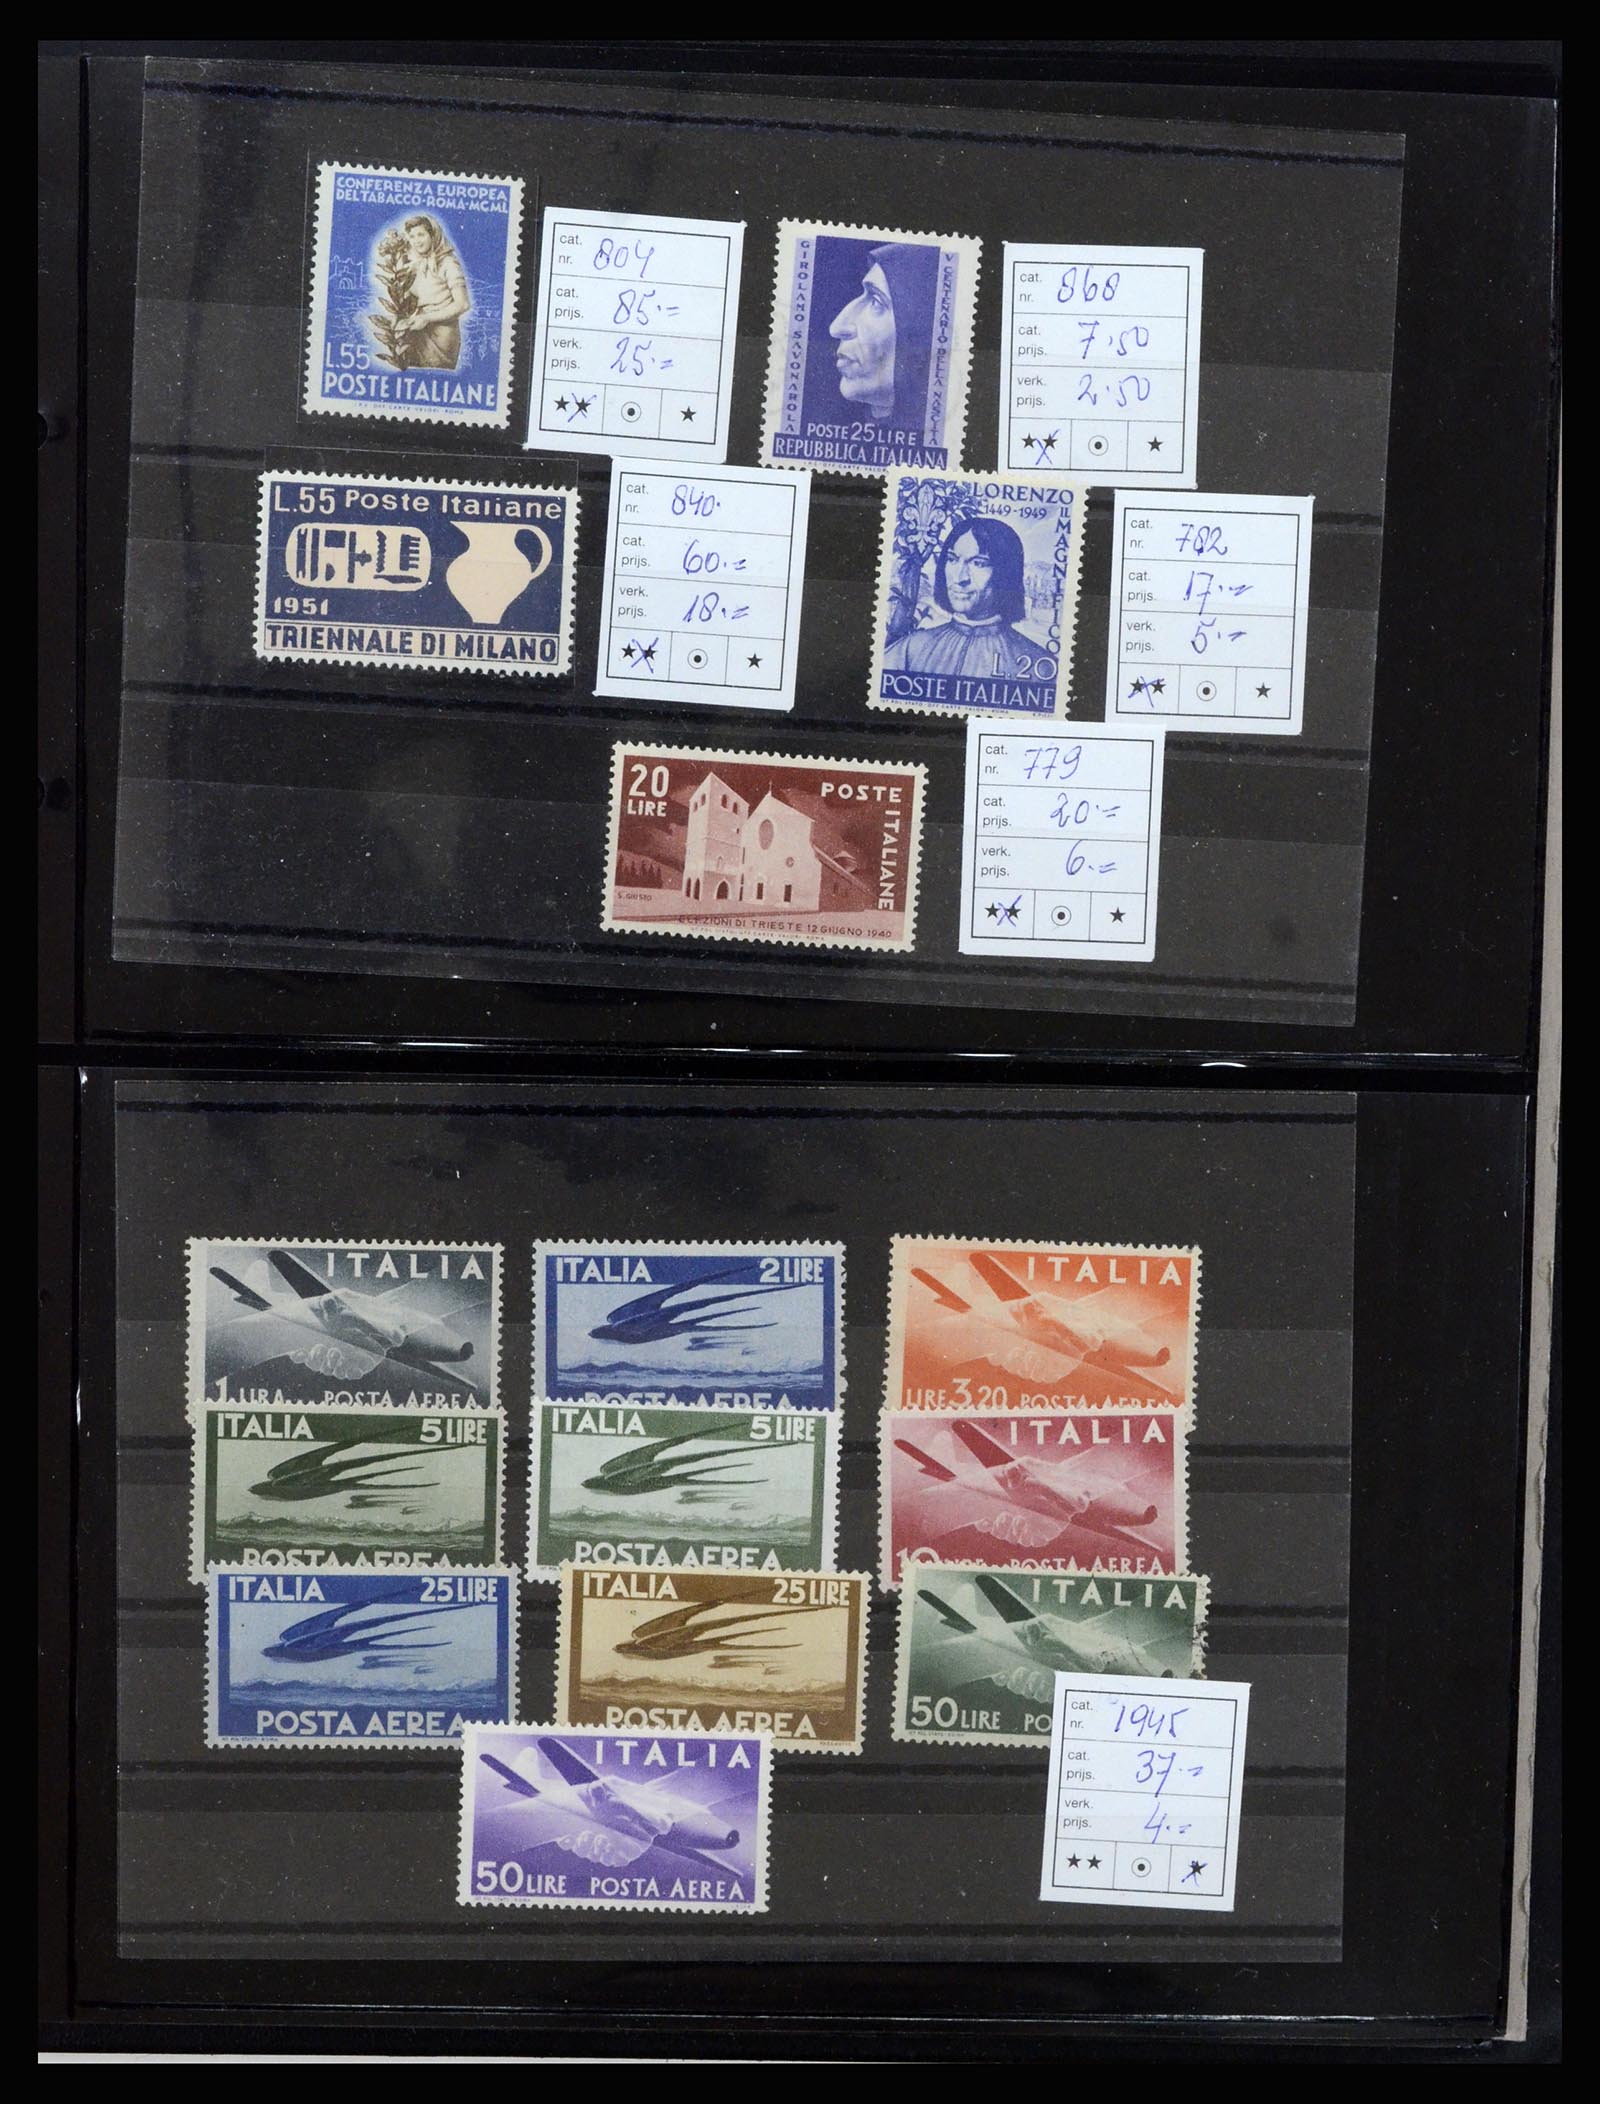 CONFERENZA EUROPEA
DEL TABACCO-ROMA-MCML
L.55
POSTE ITALIANE
I.P.S. OFF. CARTE VALORI - ROMA
cat. nr. 804
cat. prijs. 85.=
verk. prijs. 25.=
GIROLAMO SAVONAROLA
V CENTENARIO DELLA NASCITA
POSTE 25 LIRE
REPUBBLICA ITALIANA
cat. nr. 868
cat. prijs. 7.50
verk. prijs. 2.50
L.55 Poste Italiane
1951
TRIENNALE DI MILANO
cat. nr. 840.
cat. prijs. 60.=
verk. prijs. 18.=
LORENZO
IL MAGNIFICO
1449-1949
L.20
POSTE ITALIANE
cat. nr. 782
cat. prijs. 17.=
verk. prijs. 5.=
20
LIRE
POSTE ITALIANE
S. GIUSTO
ELEZIONI DI TRIESTE 12 GIUGNO 1949
cat. nr. 779
cat. prijs. 20.=
verk. prijs. 6.=
ITALIA
1 LIRA POSTA AEREA
ITALIA 2 LIRE
POSTA AEREA
ITALIA
LIRE 3,20 POSTA AEREA
ITALIA 5 LIRE
POSTA AEREA
ITALIA 5 LIRE
POSTA AEREA
ITALIA
10 LIRE POSTA AEREA
ITALIA 25 LIRE
POSTA AEREA
ITALIA 25 LIRE
POSTA AEREA
ITALIA
50 LIRE PO
ITALIA
50 LIRE POSTA AEREA
cat. nr. 1945
cat. prijs. 37.=
verk. prijs. 4.=